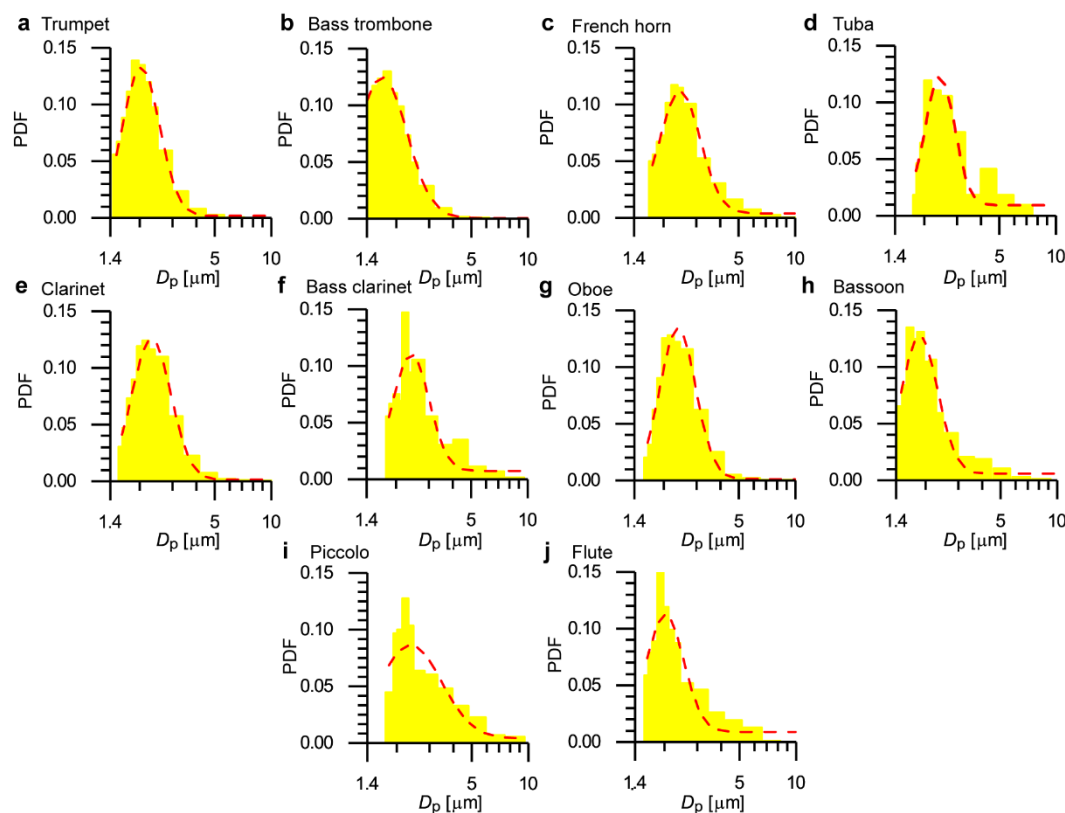 a Trumpet
b Bass trombone
c French horn
d Tuba
0.15 0.15 0.15 0.15
0.10 0.10 0.10 0.10
PDF PDF PDF PDF
0.05 0.05 0.05 0.05
0.00 0.00 0.00 0.00
1.4 5 10 1.4 5 10 1.4 5 10 1.4 5 10
Dp [μm] Dp [μm] Dp [μm] Dp [μm]
e Clarinet
f Bass clarinet
g Oboe
h Bassoon
0.15 0.15 0.15 0.15
0.10 0.10 0.10 0.10
PDF PDF PDF PDF
0.05 0.05 0.05 0.05
0.00 0.00 0.00 0.00
1.4 5 10 1.4 5 10 1.4 5 10 1.4 5 10
Dp [μm] Dp [μm] Dp [μm] Dp [μm]
i Piccolo
j Flute
0.15 0.15
0.10 0.10
PDF PDF
0.05 0.05
0.00 0.00
1.4 5 10 1.4 5 10
Dp [μm] Dp [μm]